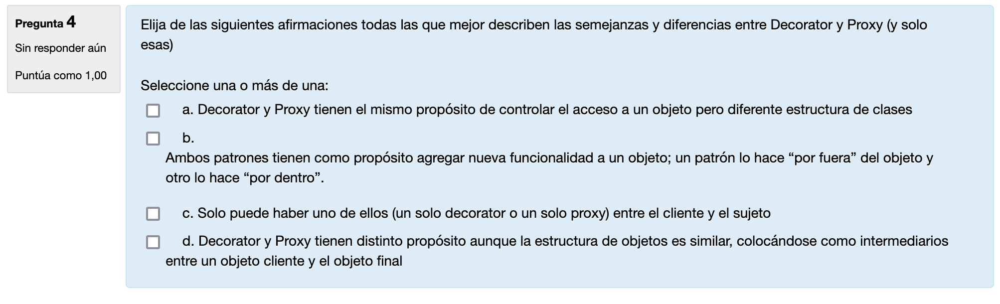 Pregunta 4
Sin responder aún
Puntúa como 1,00
Elija de las siguientes afirmaciones todas las que mejor describen las semejanzas y diferencias entre Decorator y Proxy (y solo
esas)
Seleccione una o más de una:
a. Decorator y Proxy tienen el mismo propósito de controlar el acceso a un objeto pero diferente estructura de clases
b.
Ambos patrones tienen como propósito agregar nueva funcionalidad a un objeto; un patrón lo hace “por fuera” del objeto y
otro lo hace “por dentro”.
c. Solo puede haber uno de ellos (un solo decorator o un solo proxy) entre el cliente y el sujeto
d. Decorator y Proxy tienen distinto propósito aunque la estructura de objetos es similar, colocándose como intermediarios
entre un objeto cliente y el objeto final